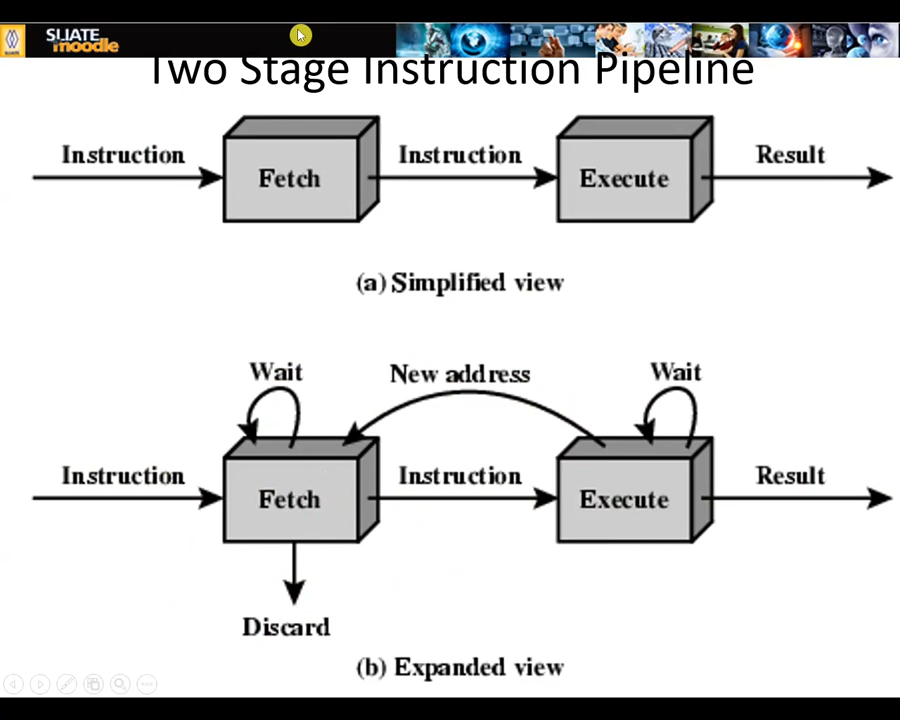 SLIATE
moodle
Two Stage Instruction Pipeline
Instruction
Fetch
Instruction
Execute
Result
(a) Simplified view
Wait
New address
Wait
Instruction
Fetch
Instruction
Execute
Result
Discard
(b) Expanded view